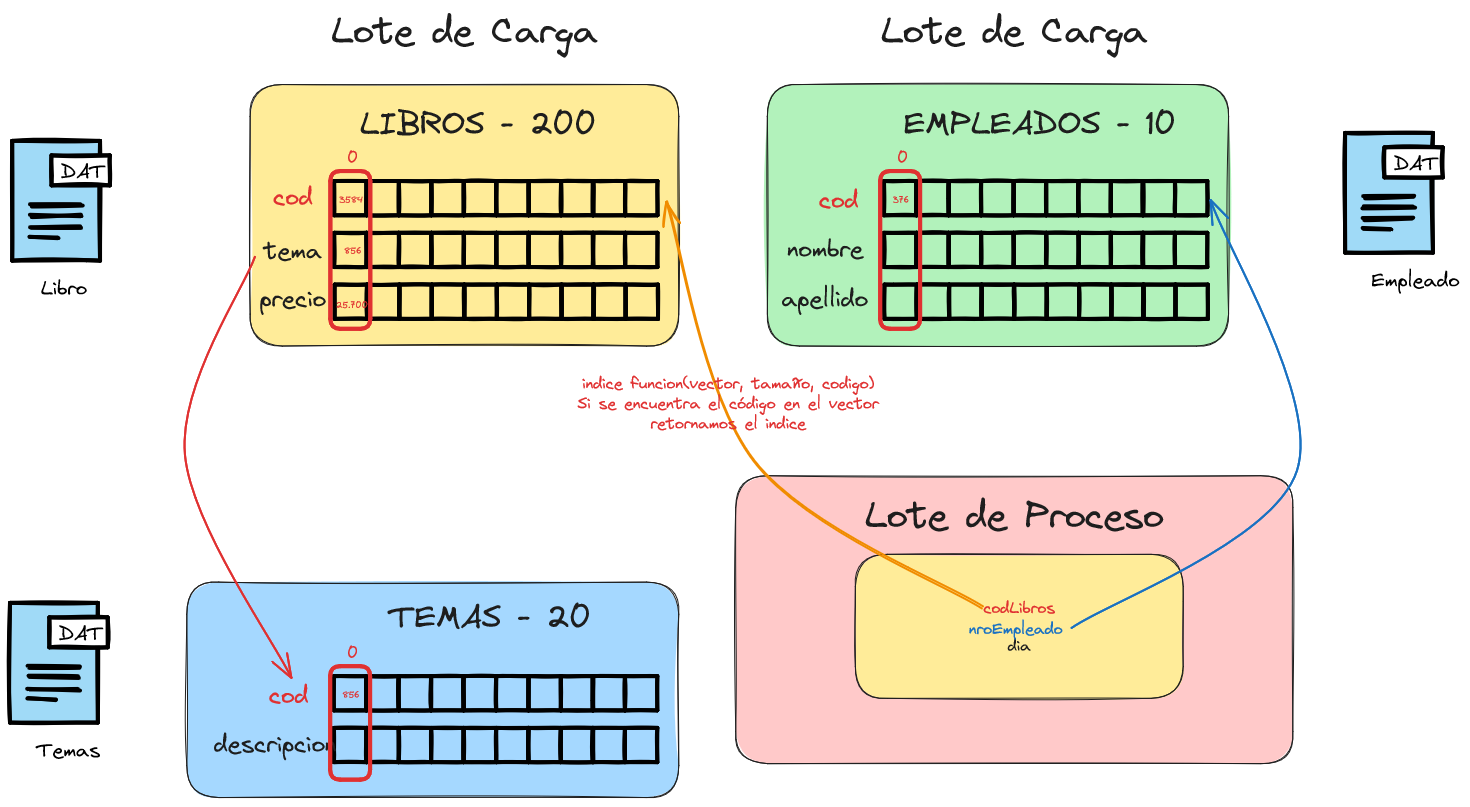 Lote de Carga
Lote de Carga
DAT
Libro
LIBROS - 200
0
cod
3584
tema
856
precio
25.700
EMPLEADOS - 10
0
cod
376
nombre
apellido
DAT
Empleado
indice funcion(vector, tamaño, codigo)
Si se encuentra el código en el vector
retornamos el indice
Lote de Proceso
codLibros
nroEmpleado
dia
DAT
Temas
TEMAS - 20
0
cod
856
descripcion